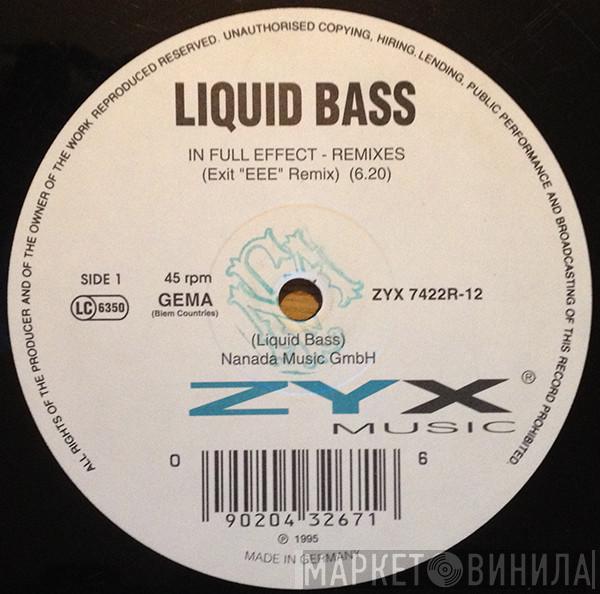 ALL RIGHTS OF THE PRODUCER AND OF THE OWNER OF THE WORK REPRODUCED RESERVED. UNAUTHORISED COPYING, HIRING, LENDING, PUBLIC PERFORMANCE AND BROADCASTING OF THIS RECORD PROHIBITED.
LIQUID BASS
IN FULL EFFECT - REMIXES
(Exit "EEE" Remix) (6.20)
SIDE 1
45 rpm
LC 6350
GEMA
(Biem Countries)
ZYX 7422R-12
(Liquid Bass)
Nanada Music GmbH
ZYX ®
MUSIC
0 90204 32671 6
℗ 1995
MADE IN GERMANY
МАРКЕТ ВИНИЛА